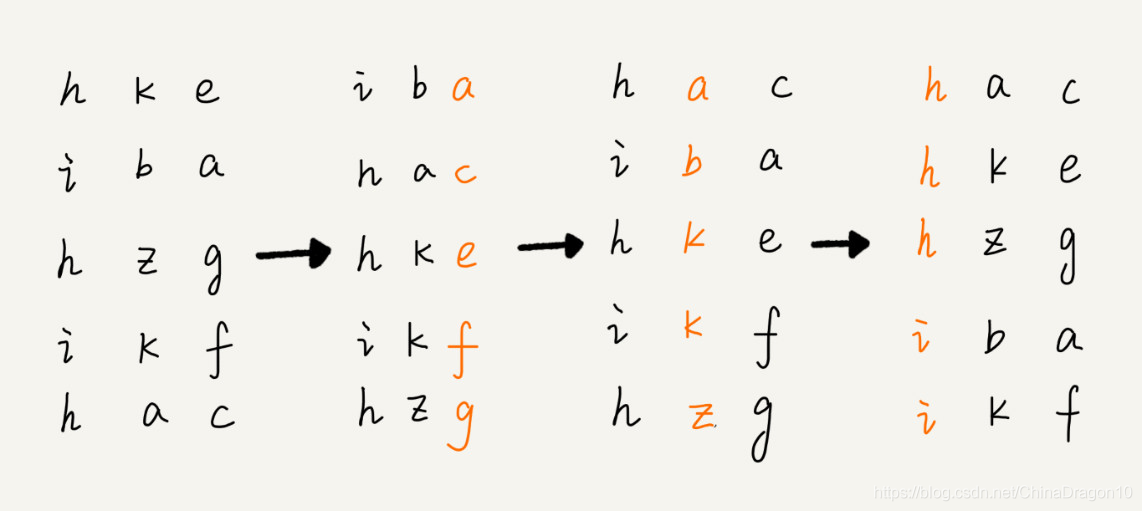 h k e i b a h a c h a c
i b a h a c i b a h k e
h z g h k e h k e h z g
i k f i k f i k f i b a
h a c h z g h z g i k f
https://blog.csdn.net/ChinaDragon10